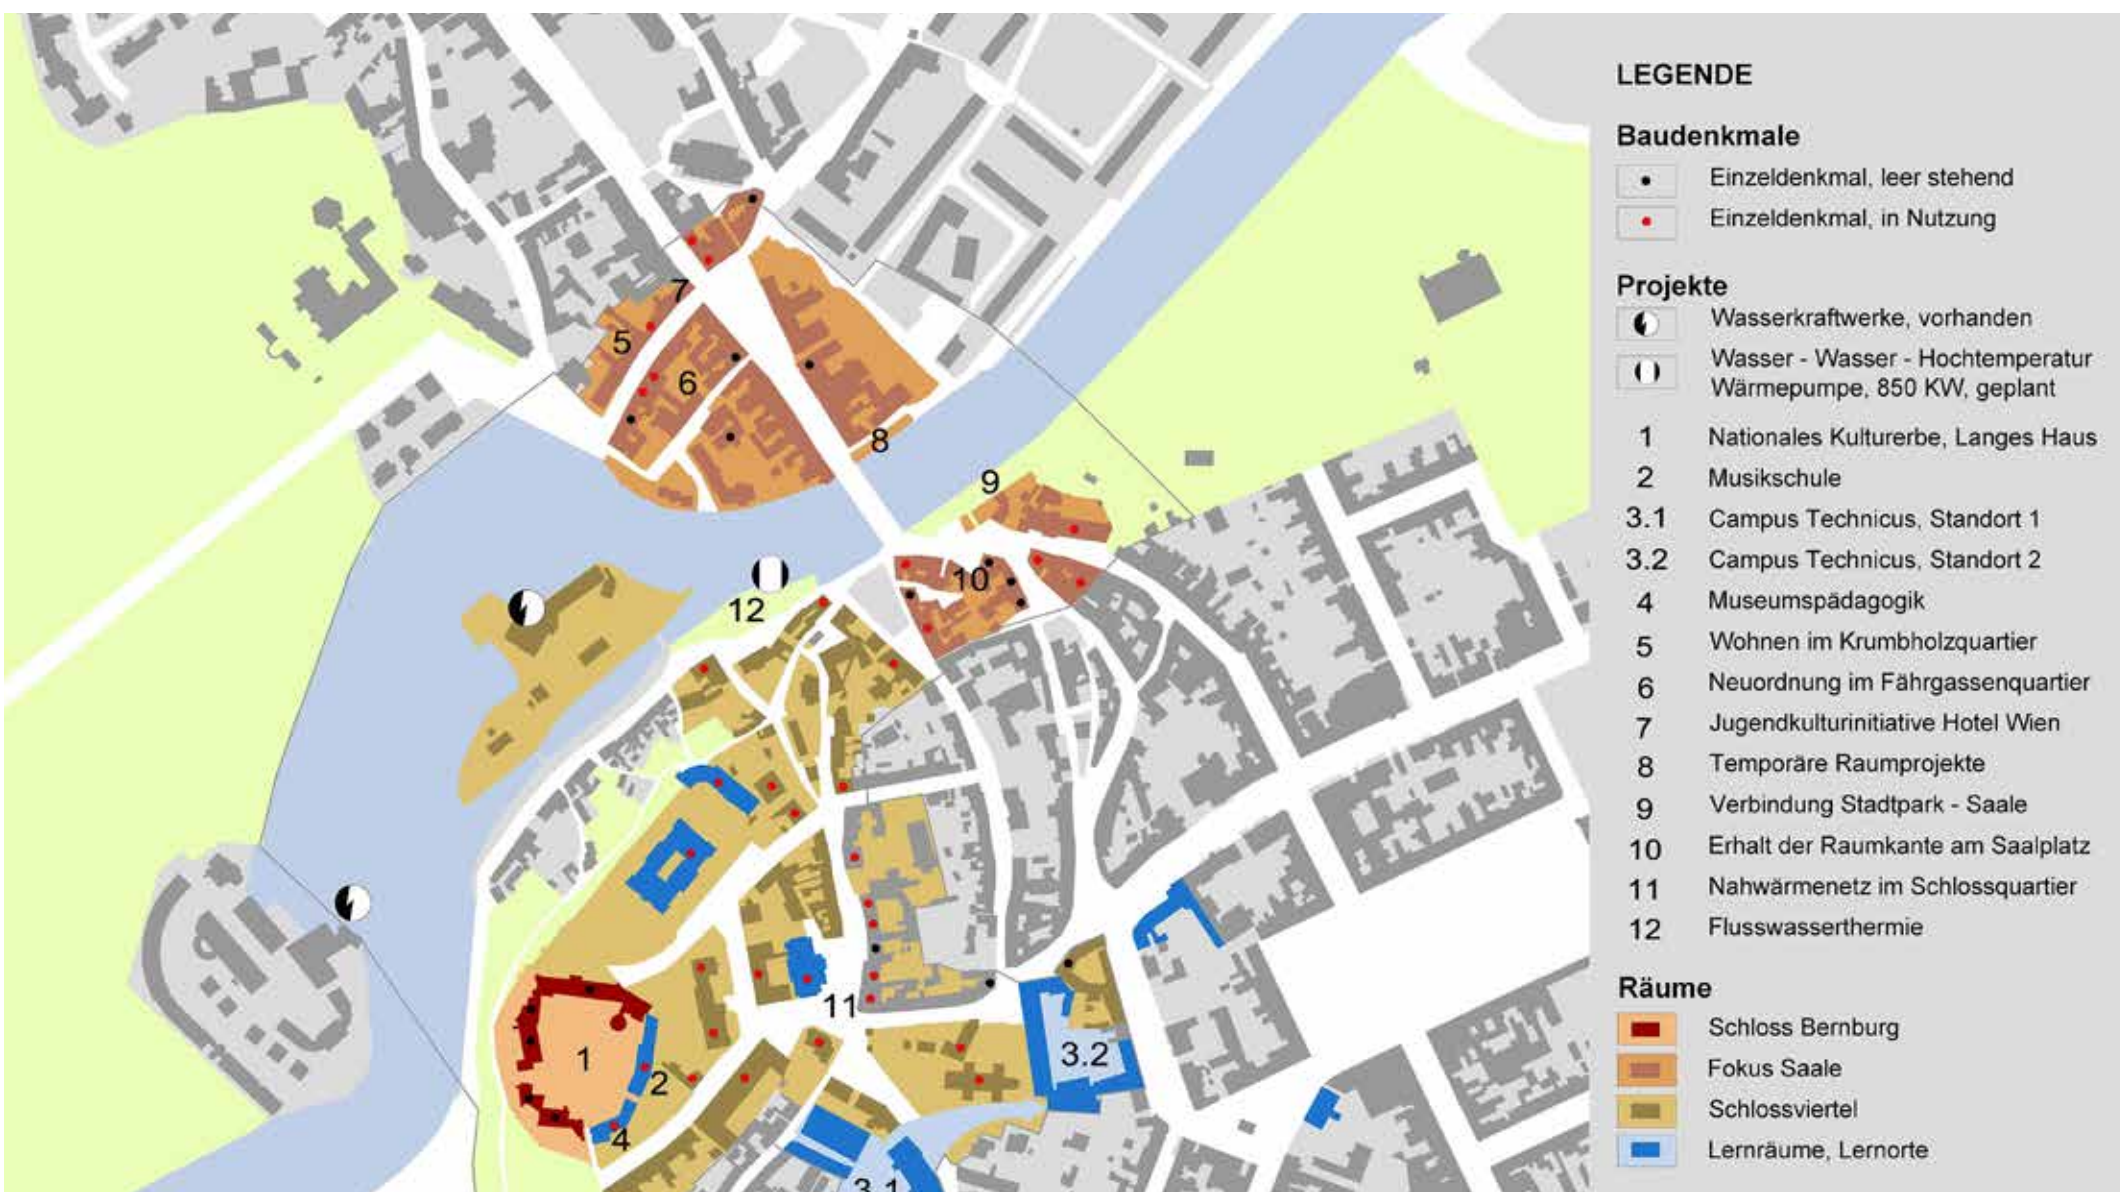 7
5
6
8
9
10
12
11
1
2
3.2
4
3.1
LEGENDE
Baudenkmale
Einzeldenkmal, leer stehend
Einzeldenkmal, in Nutzung
Projekte
Wasserkraftwerke, vorhanden
Wasser - Wasser - Hochtemperatur
Wärmepumpe, 850 KW, geplant
1 Nationales Kulturerbe, Langes Haus
2 Musikschule
3.1 Campus Technicus, Standort 1
3.2 Campus Technicus, Standort 2
4 Museumspädagogik
5 Wohnen im Krumbholzquartier
6 Neuordnung im Fährgassenquartier
7 Jugendkulturinitiative Hotel Wien
8 Temporäre Raumprojekte
9 Verbindung Stadtpark - Saale
10 Erhalt der Raumkante am Saalplatz
11 Nahwärmenetz im Schlossquartier
12 Flusswasserthermie
Räume
Schloss Bernburg
Fokus Saale
Schlossviertel
Lernräume, Lernorte